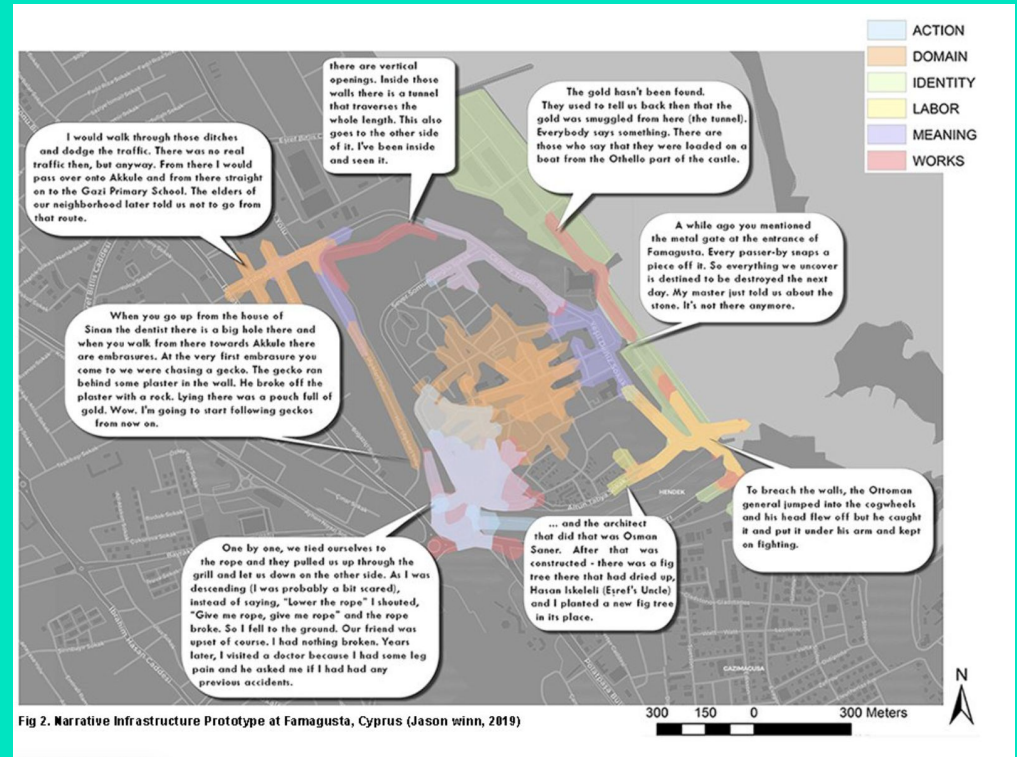 ACTION
DOMAIN
IDENTITY
LABOR
MEANING
WORKS
there are vertical
openings. Inside those
walls there is a tunnel
that traverses the
whole length. This also
goes to the other side
of it. I've been inside
and seen it.
The gold hasn't been found.
They used to tell us back then that the
gold was smuggled from here (the tunnel).
Everybody says something. There are
those who say that they were loaded on a
boat from the Othello part of the castle.
I would walk through those ditches
and dodge the traffic. There was no real
traffic then, but anyway. From there I would
pass over onto Akkule and from there straight
on to the Gazi Primary School. The elders of
our neighborhood later told us not to go from
that route.
A while ago you mentioned
the metal gate at the entrance of
Famagusta. Every passer-by snaps a
piece off it. So everything we uncover
is destined to be destroyed the next
day. My master just told us about the
stone. It's not there anymore.
When you go up from the house of
Sinan the dentist there is a big hole there and
when you walk from there towards Akkule there
are embrasures. At the very first embrasure you
come to we were chasing a gecko. The gecko ran
behind some plaster in the wall. He broke off the
plaster with a rock. Lying there was a pouch full of
gold. Wow. I'm going to start following geckos
from now on.
To breach the walls, the Ottoman
general jumped into the cogwheels
and his head flew off but he caught
it and put it under his arm and kept
on fighting.
HENDEK
... and the architect
that did that was Osman
Saner. After that was
constructed - there was a fig
tree there that had dried up,
Hasan Iskeleli (Eşref's Uncle)
and I planted a new fig tree
in its place.
One by one, we tied ourselves to
the rope and they pulled us up through the
grill and let us down on the other side. As I was
descending (I was probably a bit scared),
instead of saying, "Lower the rope" I shouted,
"Give me rope, give me rope" and the rope
broke. So I fell to the ground. Our friend was
upset of course. I had nothing broken. Years
later, I visited a doctor because I had some leg
pain and he asked me if I had had any
previous accidents.
GAZIMAGUSA
N
300 150 0 300 Meters
Fig 2. Narrative Infrastructure Prototype at Famagusta, Cyprus (Jason winn, 2019)